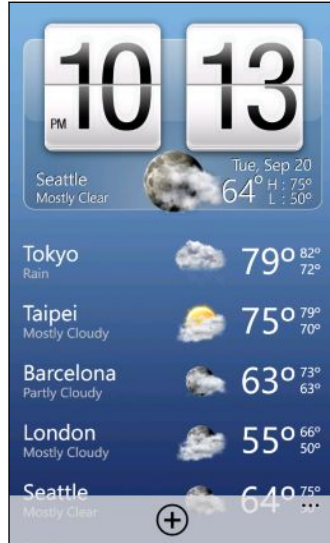 10 13
PM
Tue, Sep 20
Seattle
Mostly Clear
64° H : 75°
L : 50°
Tokyo
Rain
79° 82°
72°
Taipei
Mostly Cloudy
75° 79°
70°
Barcelona
Partly Cloudy
63° 73°
63°
London
Mostly Cloudy
55° 66°
50°
Seattle
Mostly Clear
64° 75°
50°